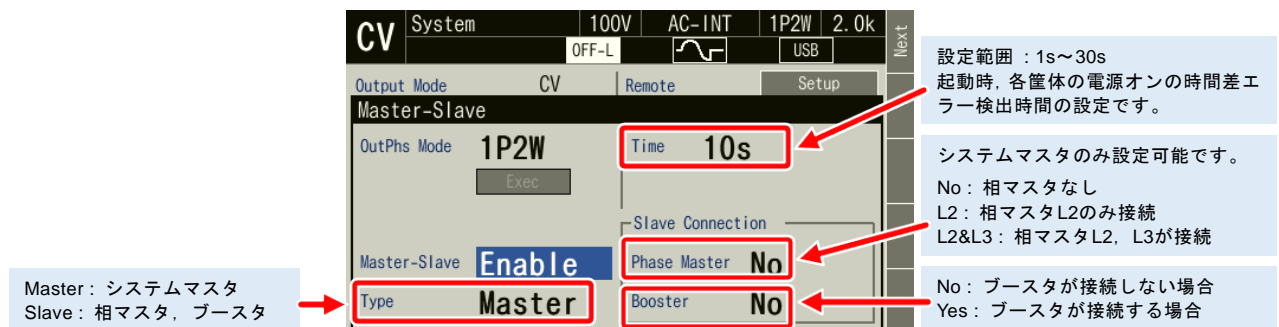 CV System 100V AC-INT 1P2W 2.0k Next
OFF-L USB
Output Mode CV Remote Setup
Master-Slave
OutPhs Mode 1P2W Time 10s
Exec
Slave Connection
Master-Slave Enable Phase Master No
Type Master Booster No
設定範囲 : 1s～30s
起動時, 各筐体の電源オンの時間差エ
ラー検出時間の設定です。
システムマスタのみ設定可能です。
No : 相マスタなし
L2 : 相マスタL2のみ接続
L2&L3 : 相マスタL2, L3が接続
No : ブースタが接続しない場合
Yes : ブースタが接続する場合
Master : システムマスタ
Slave : 相マスタ, ブースタ